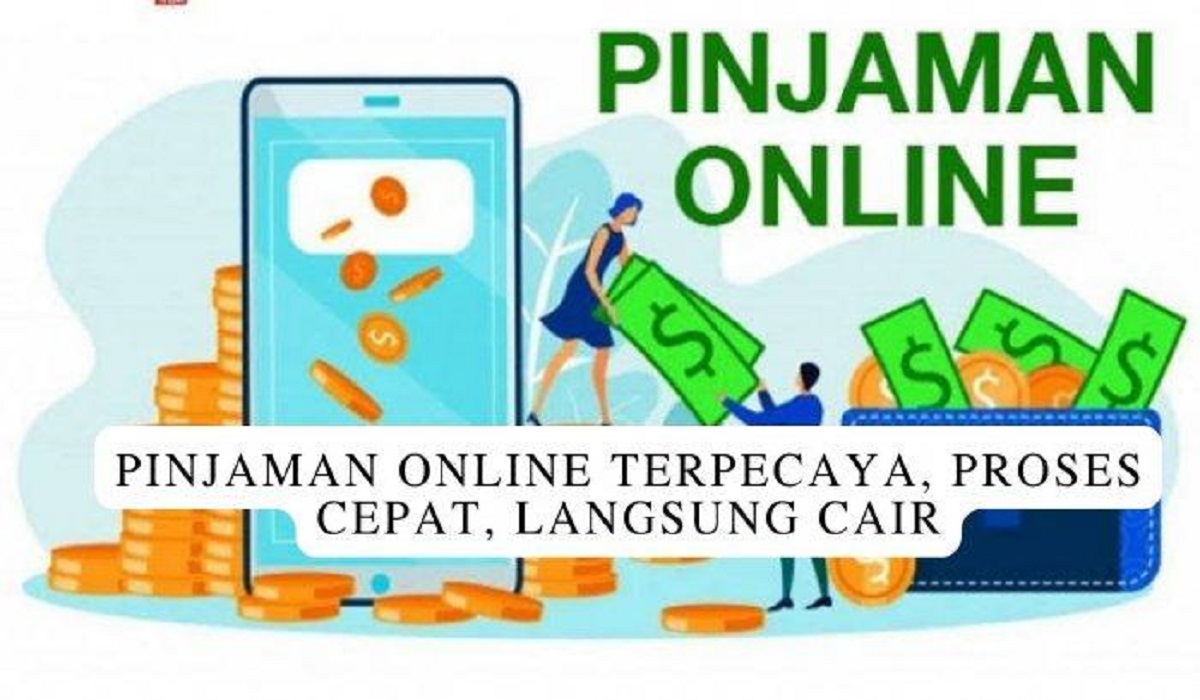 PINJAMAN
ONLINE
PINJAMAN ONLINE TERPECAYA, PROSES
CEPAT, LANGSUNG CAIR